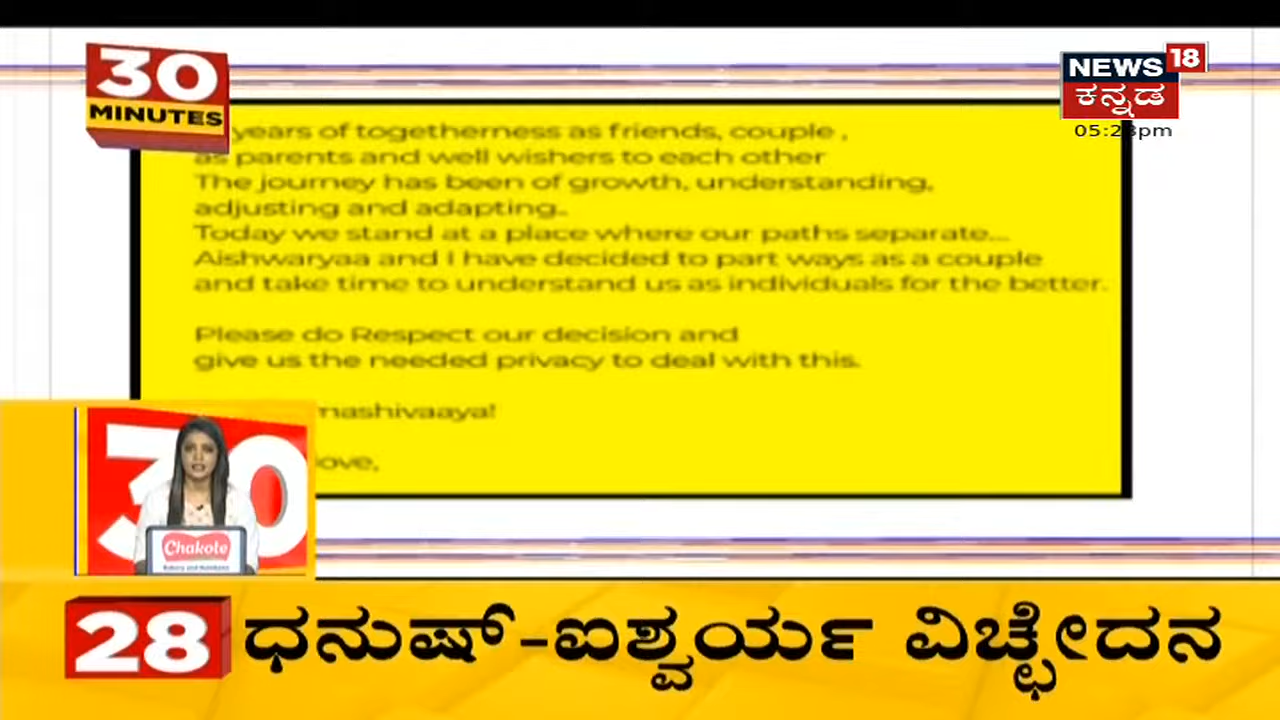 30
MINUTES
NEWS 18
ಕನ್ನಡ
05:23pm
years of togetherness as friends, couple ,
as parents and well wishers to each other
The journey has been of growth, understanding,
adjusting and adapting..
Today we stand at a place where our paths separate...
Aishwaryaa and I have decided to part ways as a couple
and take time to understand us as individuals for the better.
Please do Respect our decision and
give us the needed privacy to deal with this.
mashivaaya!
love,
30
Chakote
28 ಧನುಷ್-ಐಶ್ವರ್ಯ ವಿಚ್ಛೇದನ